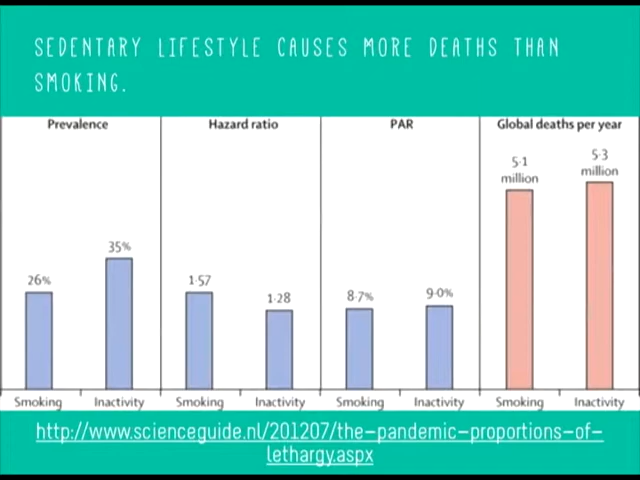 SEDENTARY LIFESTYLE CAUSES MORE DEATHS THAN
SMOKING.
Prevalence
26%
35%
Smoking
Inactivity
Hazard ratio
1·57
1·28
Smoking
Inactivity
PAR
8·7%
9·0%
Smoking
Inactivity
Global deaths per year
5·1
million
5·3
million
Smoking
Inactivity
http://www.scienceguide.nl/201207/the-pandemic-proportions-of-
lethargy.aspx